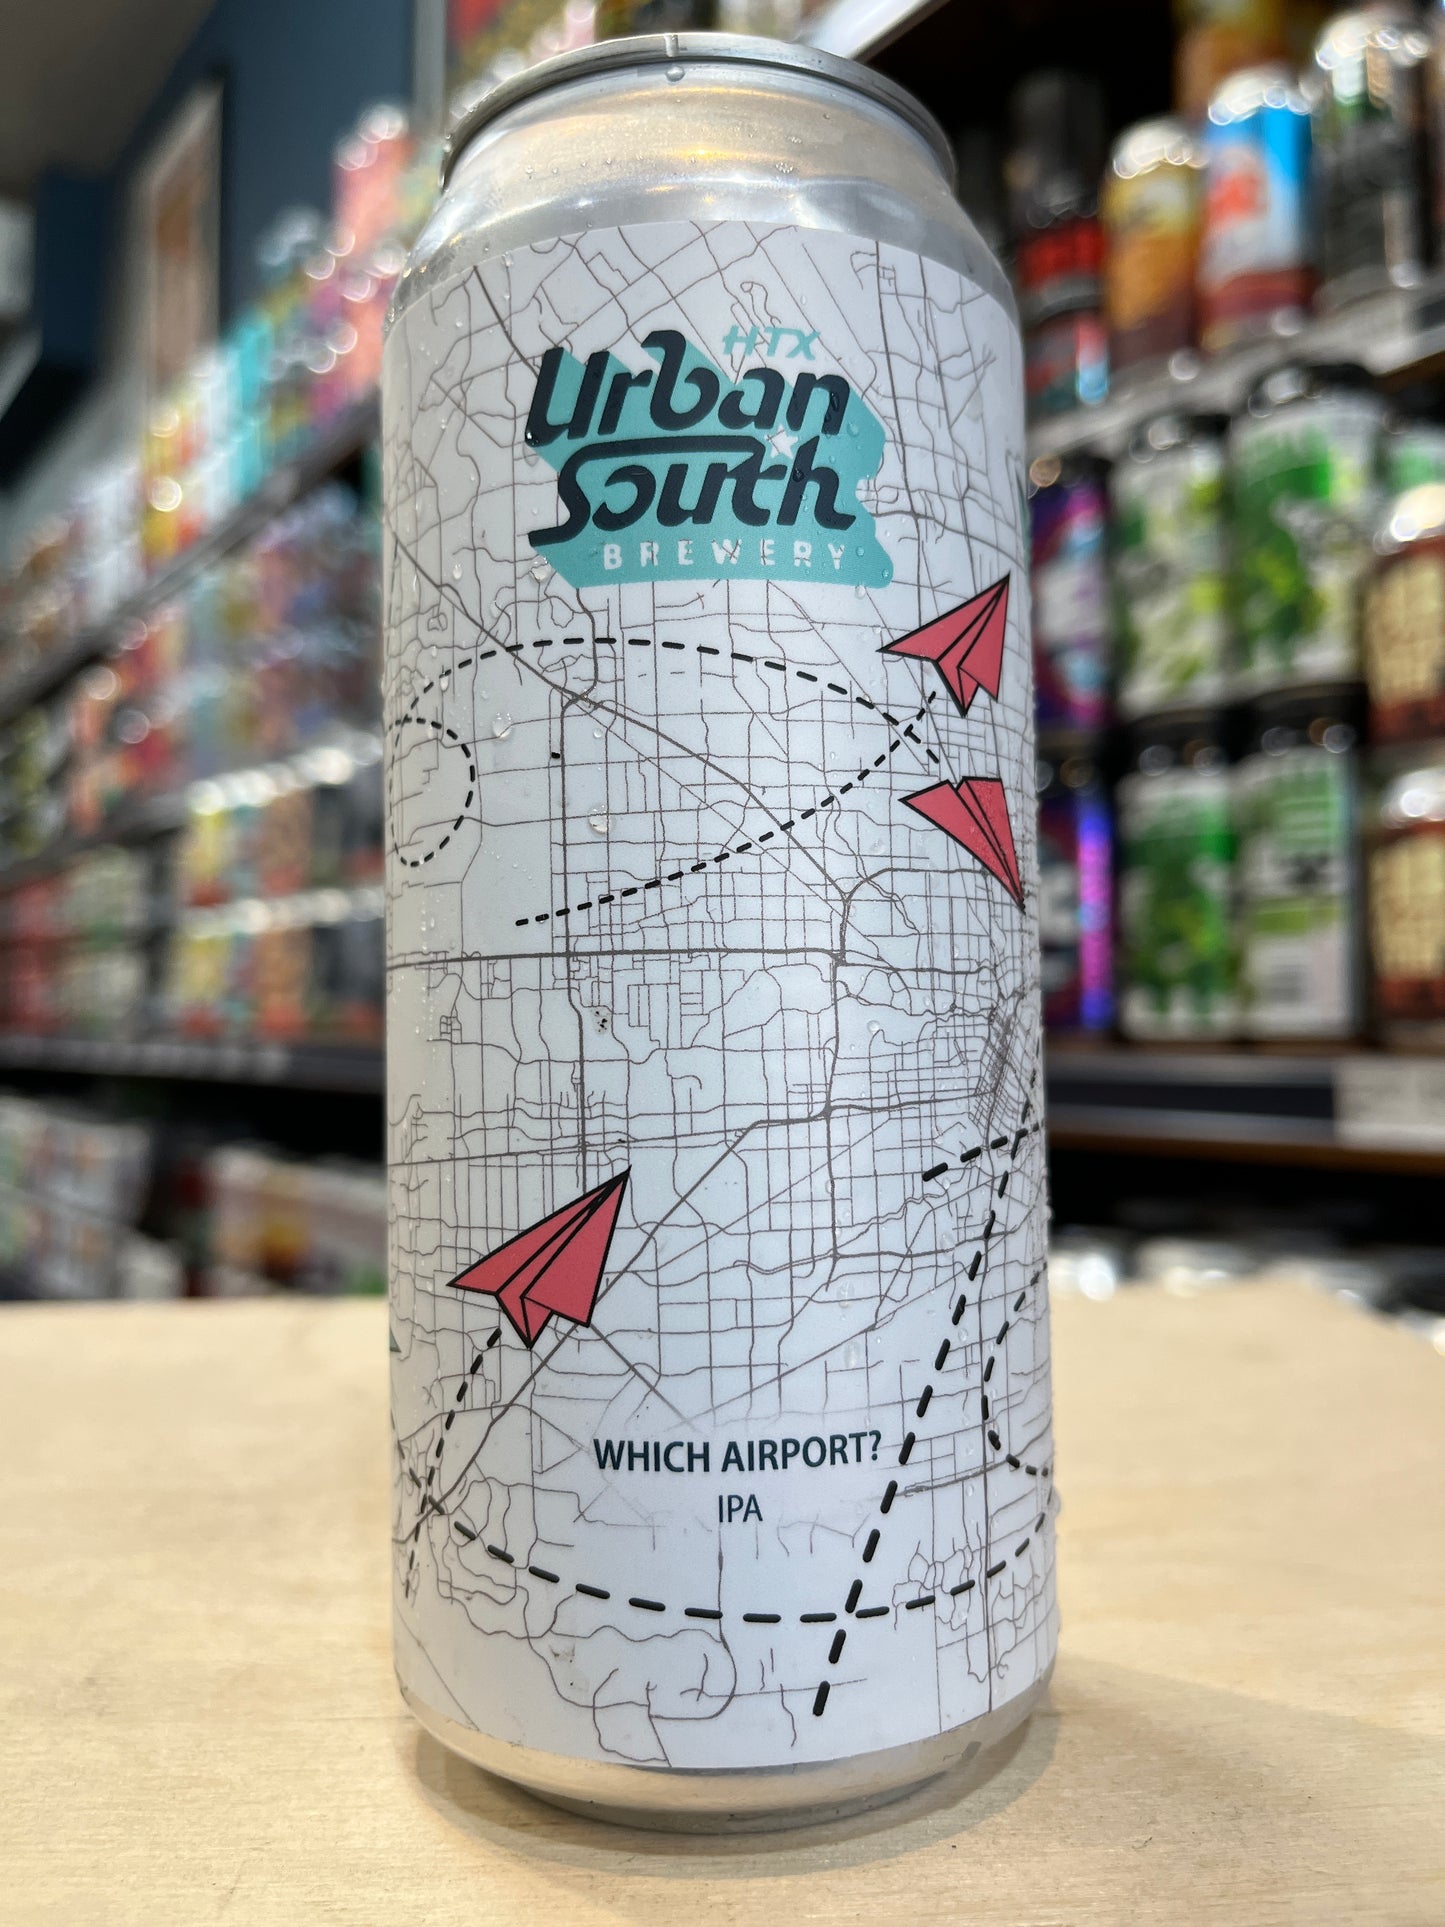 HTX
Urban
South
BREWERY
WHICH AIRPORT?
IPA